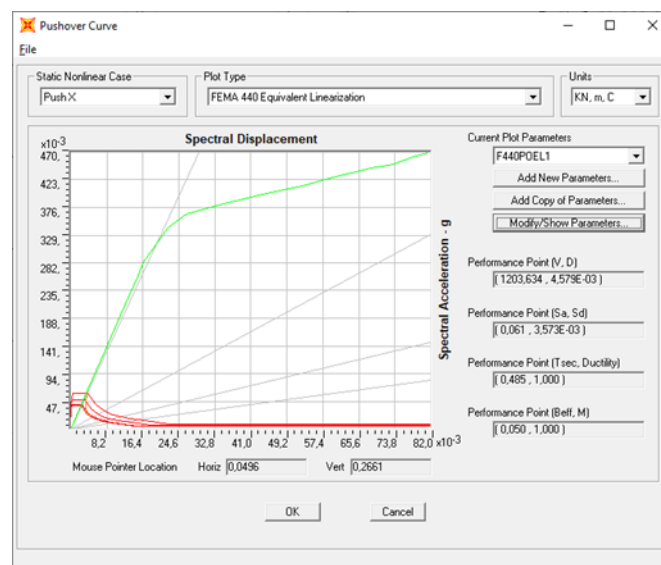 Pushover Curve
File
Static Nonlinear Case
Push X
Plot Type
FEMA 440 Equivalent Linearization
Units
KN, m, C
Spectral Displacement
x10-3
470,
423,
376,
329,
282,
235,
188,
141,
94,
47,
8,2 16,4 24,6 32,8 41,0 49,2 57,4 65,6 73,8 82,0 x10-3
Spectral Acceleration - g
Mouse Pointer Location Horiz 0,0496 Vert 0,2661
Current Plot Parameters
F440POEL1
Add New Parameters...
Add Copy of Parameters...
Modify/Show Parameters...
Performance Point (V, D)
( 1203,634 , 4,579E-03 )
Performance Point (Sa, Sd)
( 0,061 , 3,573E-03 )
Performance Point (Tsec, Ductility)
( 0,485 , 1,000 )
Performance Point (Beff, M)
( 0,050 , 1,000 )
OK
Cancel